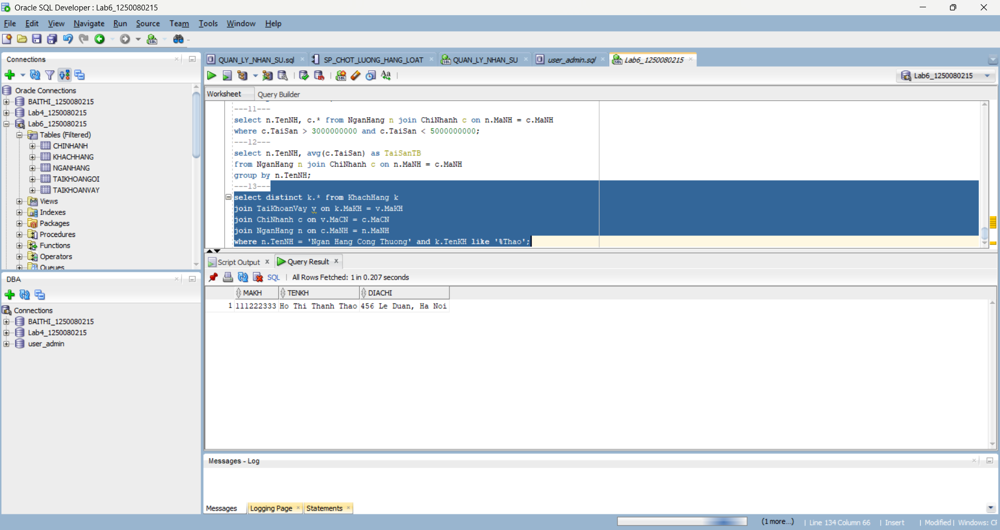 Oracle SQL Developer : Lab6_1250080215
File Edit View Navigate Run Source Team Tools Window Help
Connections
Oracle Connections
BAITHI_1250080215
Lab4_1250080215
Lab6_1250080215
Tables (Filtered)
CHINHANH
KHACHHANG
NGANHANG
TAIKHOANGOI
TAIKHOANVAY
Views
Indexes
Packages
Procedures
Functions
Operators
Queues
DBA
Connections
BAITHI_1250080215
Lab4_1250080215
user_admin
QUAN_LY_NHAN_SU.sql SP_CHOT_LUONG_HANG_LOAT QUAN_LY_NHAN_SU user_admin.sql Lab6_1250080215
Lab6_1250080215
Worksheet Query Builder
---11---
select n.TenNH, c.* from NganHang n join ChiNhanh c on n.MaNH = c.MaNH
where c.TaiSan > 3000000000 and c.TaiSan < 5000000000;
---12---
select n.TenNH, avg(c.TaiSan) as TaiSanTB
from NganHang n join ChiNhanh c on n.MaNH = c.MaNH
group by n.TenNH;
---13---
select distinct k.* from KhachHang k
join TaiKhoanVay v on k.MaKH = v.MaKH
join ChiNhanh c on v.MaCN = c.MaCN
join NganHang n on c.MaNH = n.MaNH
where n.TenNH = 'Ngan Hang Cong Thuong' and k.TenKH like '%Thao';
Script Output Query Result
SQL | All Rows Fetched: 1 in 0.207 seconds
MAKH TENKH DIACHI
1 111222333 Ho Thi Thanh Thao 456 Le Duan, Ha Noi
Messages - Log
Messages Logging Page Statements
(1 more...) | Line 134 Column 66 | Insert | Modified | Windows: